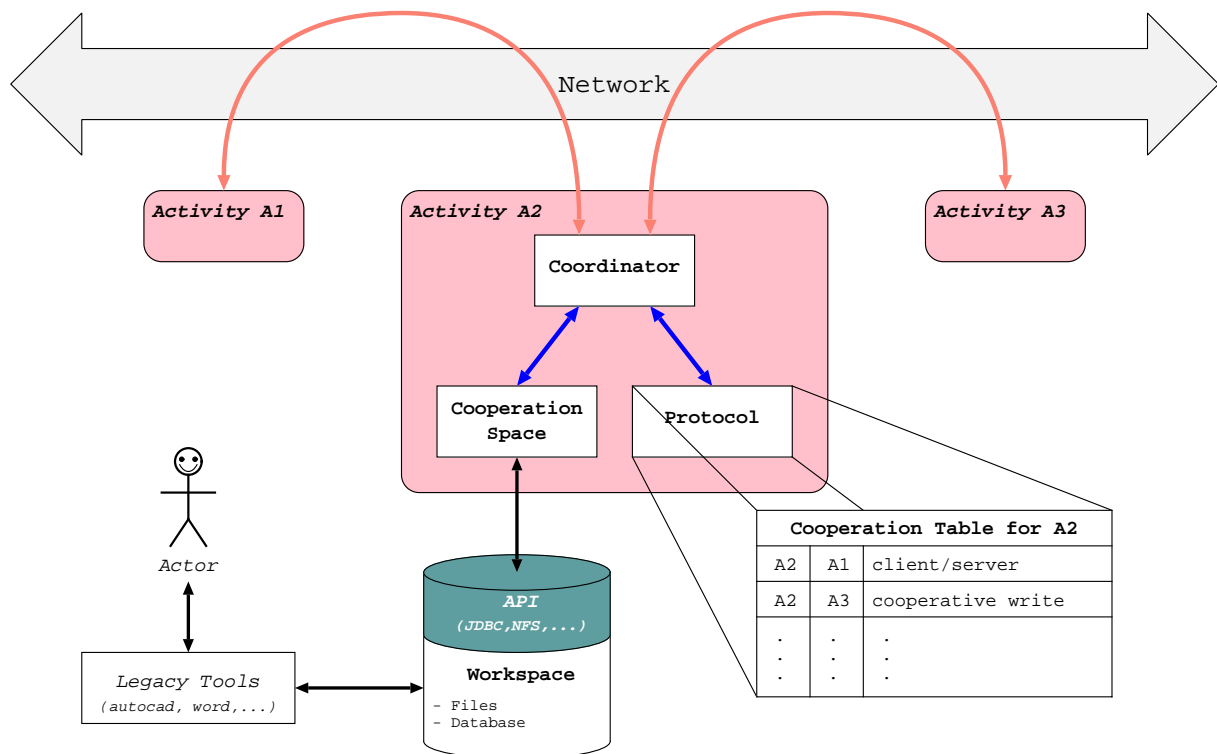 Network
Activity A1
Activity A2
Activity A3
Coordinator
Cooperation
Space
Protocol
Actor
Cooperation Table for A2
A2 A1 client/server
A2 A3 cooperative write
. . .
. . .
. . .
API
(JDBC,NFS,...)
Workspace
- Files
- Database
Legacy Tools
(autocad, word,...)